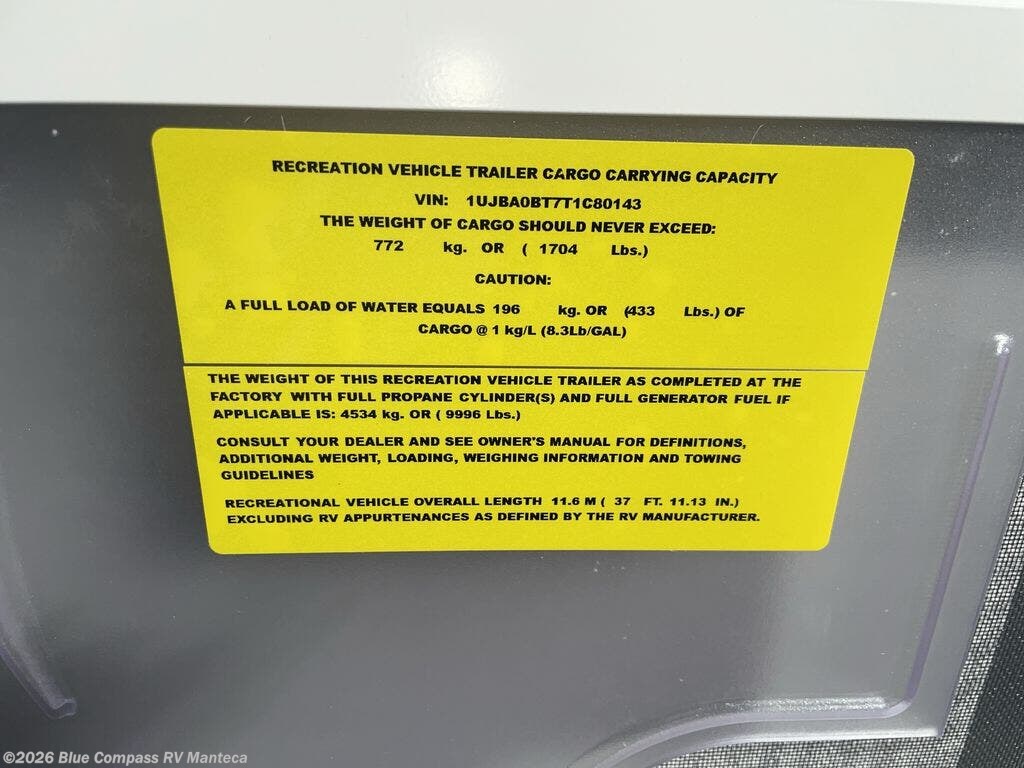 RECREATION VEHICLE TRAILER CARGO CARRYING CAPACITY
VIN: 1UJBA0BT7T1C80143
THE WEIGHT OF CARGO SHOULD NEVER EXCEED:
772 kg. OR ( 1704 Lbs.)
CAUTION:
A FULL LOAD OF WATER EQUALS 196 kg. OR (433 Lbs.) OF
CARGO @ 1 kg/L (8.3Lb/GAL)
THE WEIGHT OF THIS RECREATION VEHICLE TRAILER AS COMPLETED AT THE
FACTORY WITH FULL PROPANE CYLINDER(S) AND FULL GENERATOR FUEL IF
APPLICABLE IS: 4534 kg. OR ( 9996 Lbs.)
CONSULT YOUR DEALER AND SEE OWNER'S MANUAL FOR DEFINITIONS,
ADDITIONAL WEIGHT, LOADING, WEIGHING INFORMATION AND TOWING
GUIDELINES
RECREATIONAL VEHICLE OVERALL LENGTH 11.6 M ( 37 FT. 11.13 IN.)
EXCLUDING RV APPURTENANCES AS DEFINED BY THE RV MANUFACTURER.
©2026 Blue Compass RV Manteca